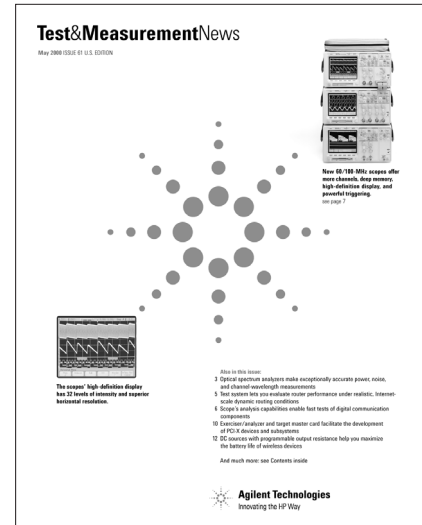 Test&MeasurementNews
May 2000 ISSUE 61 U.S. EDITION
New 60/100-MHz scopes offer
more channels, deep memory,
high-definition display, and
powerful triggering.
see page 7
The scopes' high-definition display
has 32 levels of intensity and superior
horizontal resolution.
Also in this issue:
3 Optical spectrum analyzers make exceptionally accurate power, noise,
and channel-wavelength measurements
5 Test system lets you evaluate router performance under realistic, Internet-
scale dynamic routing conditions
6 Scope's analysis capabilities enable fast tests of digital communication
components
10 Exerciser/analyzer and target master card facilitate the development
of PCI-X devices and subsystems
12 DC sources with programmable output resistance help you maximize
the battery life of wireless devices
And much more: see Contents inside
Agilent Technologies
Innovating the HP Way